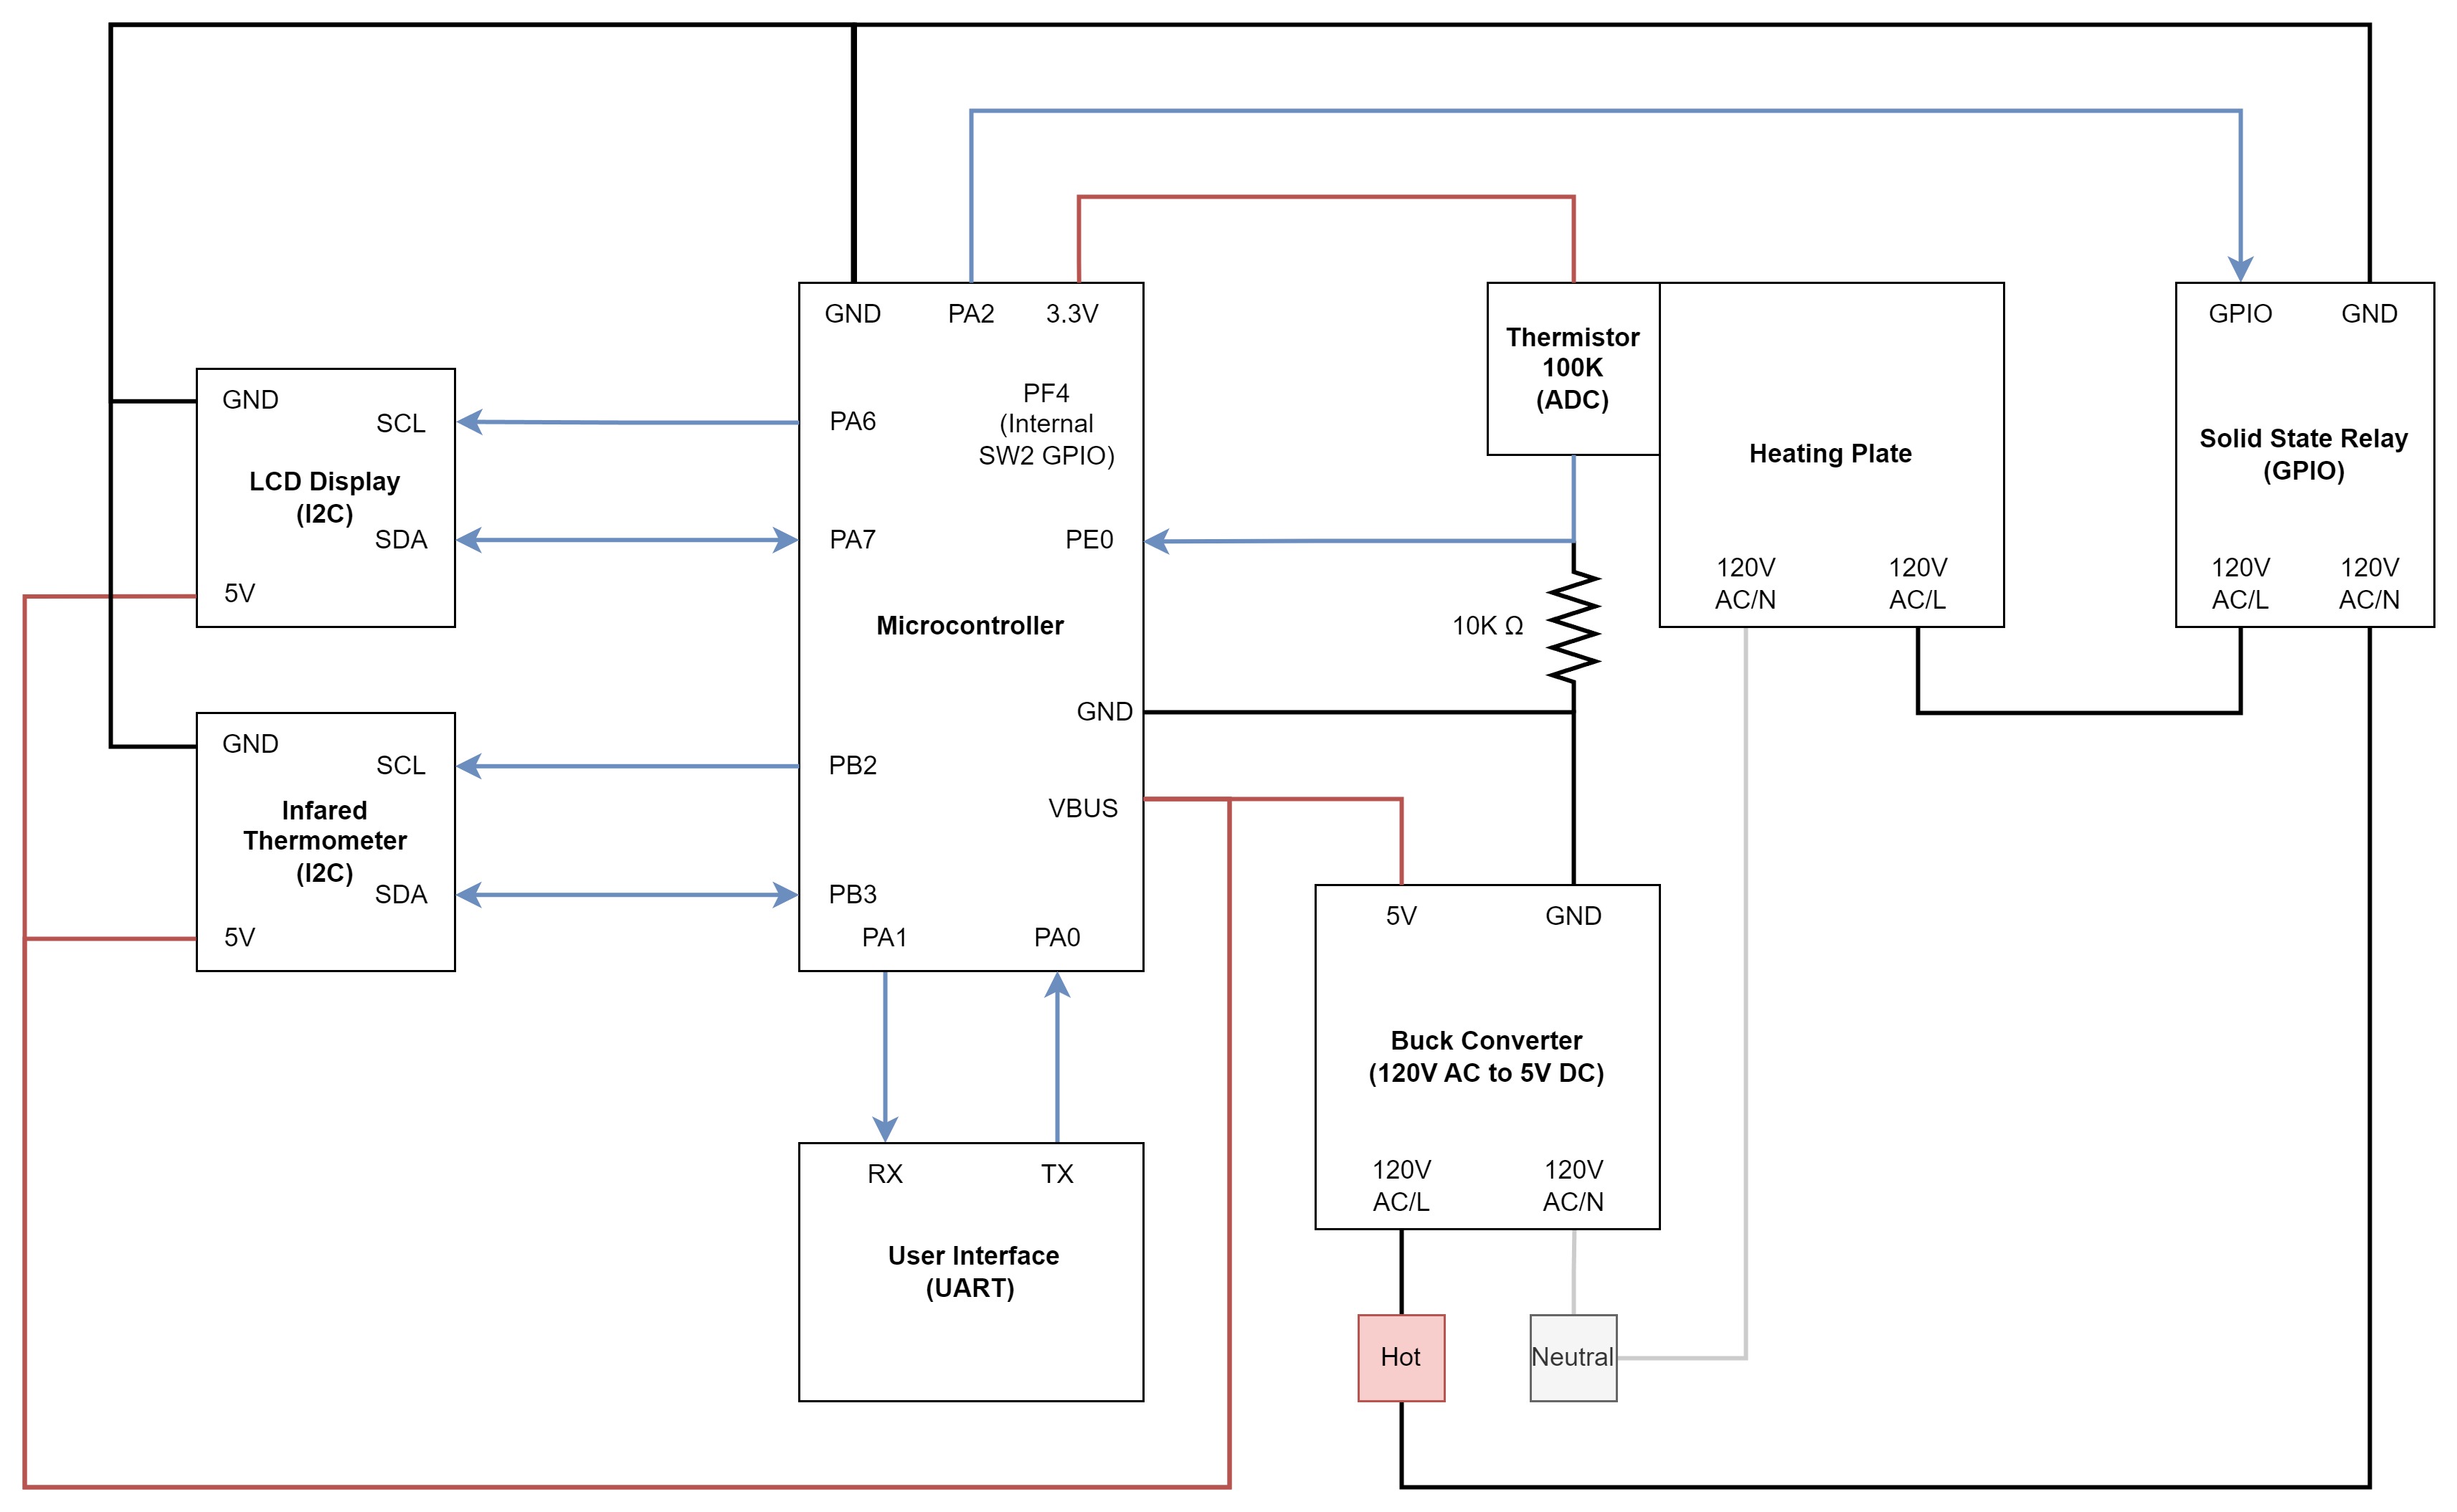 GND
PA2
3.3V
PF4
(Internal
SW2 GPIO)
PA6
PA7
PE0
Microcontroller
GND
PB2
VBUS
PB3
PA1
PA0
GND
SCL
LCD Display
(I2C)
SDA
5V
GND
SCL
Infared
Thermometer
(I2C)
SDA
5V
Thermistor
100K
(ADC)
Heating Plate
120V
AC/N
120V
AC/L
GPIO
GND
Solid State Relay
(GPIO)
120V
AC/L
120V
AC/N
10K Ω
5V
GND
Buck Converter
(120V AC to 5V DC)
120V
AC/L
120V
AC/N
RX
TX
User Interface
(UART)
Hot
Neutral